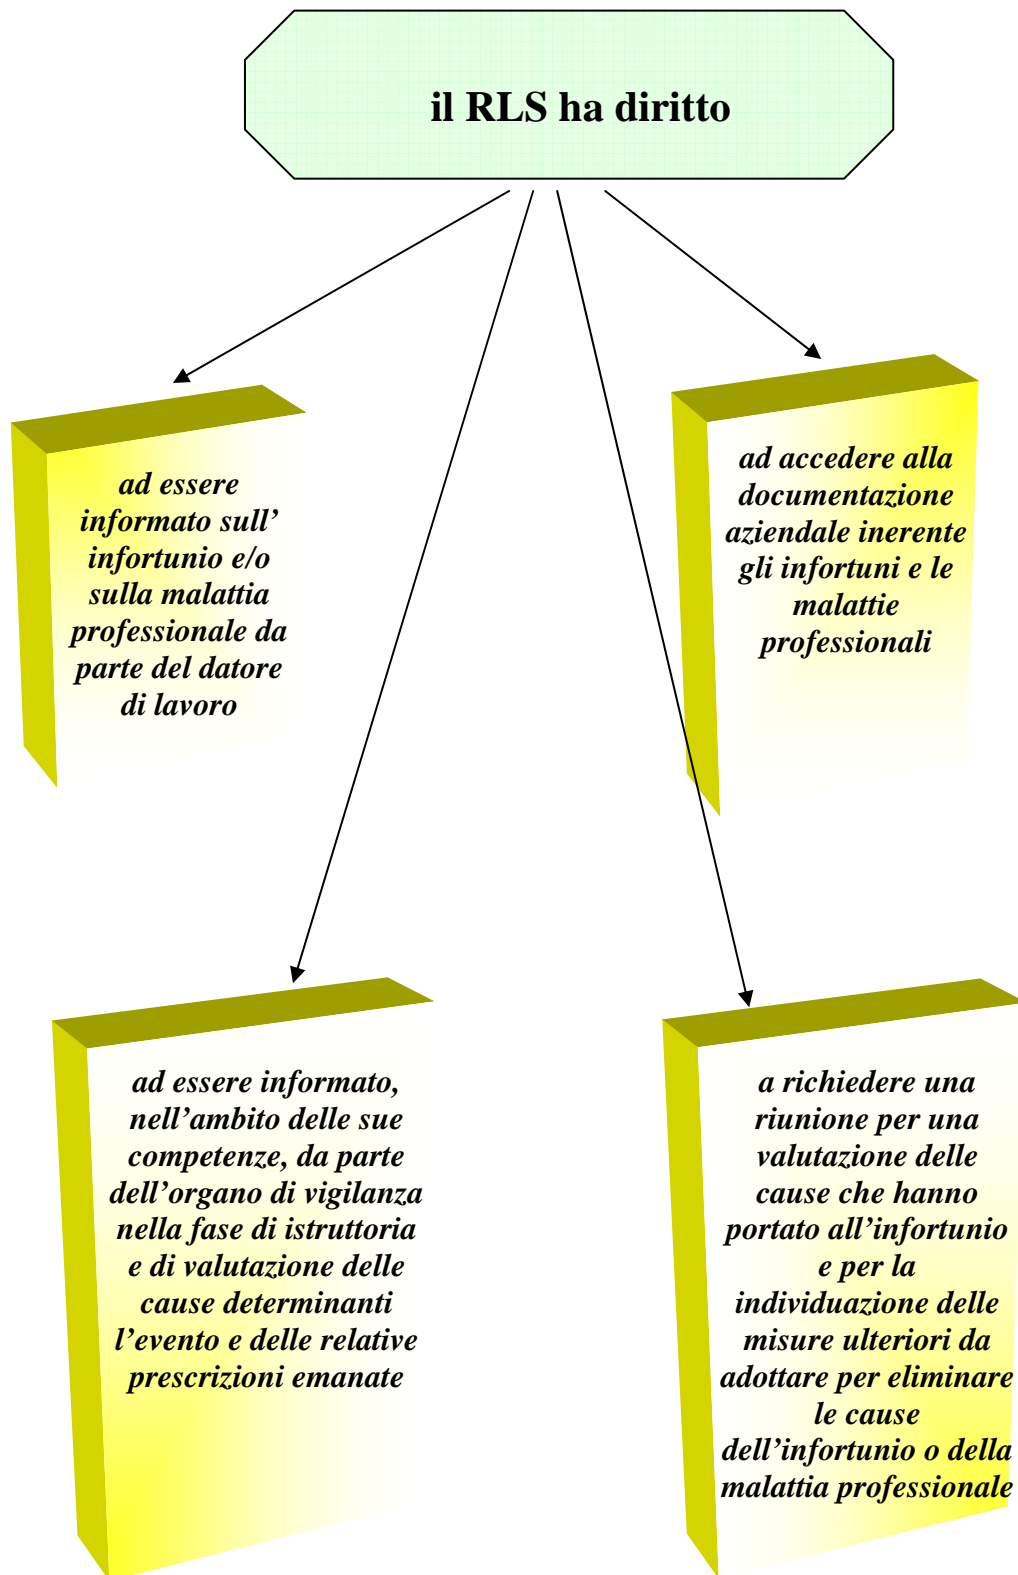 il RLS ha diritto
ad essere
informato sull’
infortunio e/o
sulla malattia
professionale da
parte del datore
di lavoro
ad accedere alla
documentazione
aziendale inerente
gli infortuni e le
malattie
professionali
ad essere informato,
nell’ambito delle sue
competenze, da parte
dell’organo di vigilanza
nella fase di istruttoria
e di valutazione delle
cause determinanti
l’evento e delle relative
prescrizioni emanate
a richiedere una
riunione per una
valutazione delle
cause che hanno
portato all’infortunio
e per la
individuazione delle
misure ulteriori da
adottare per eliminare
le cause
dell’infortunio o della
malattia professionale